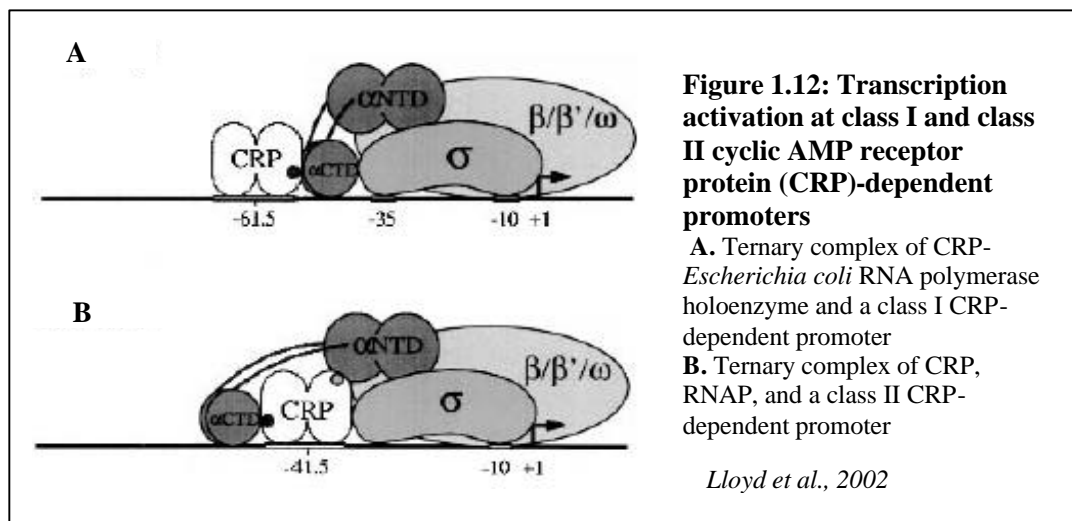 A
αNTD
β/β'/ω
CRP
αCTD
σ
-61.5
-35
-10 +1
B
αNTD
β/β'/ω
αCTD
CRP
σ
-41.5
-10 +1
Figure 1.12: Transcription
activation at class I and class
II cyclic AMP receptor
protein (CRP)-dependent
promoters
A. Ternary complex of CRP-
Escherichia coli RNA polymerase
holoenzyme and a class I CRP-
dependent promoter
B. Ternary complex of CRP,
RNAP, and a class II CRP-
dependent promoter
Lloyd et al., 2002